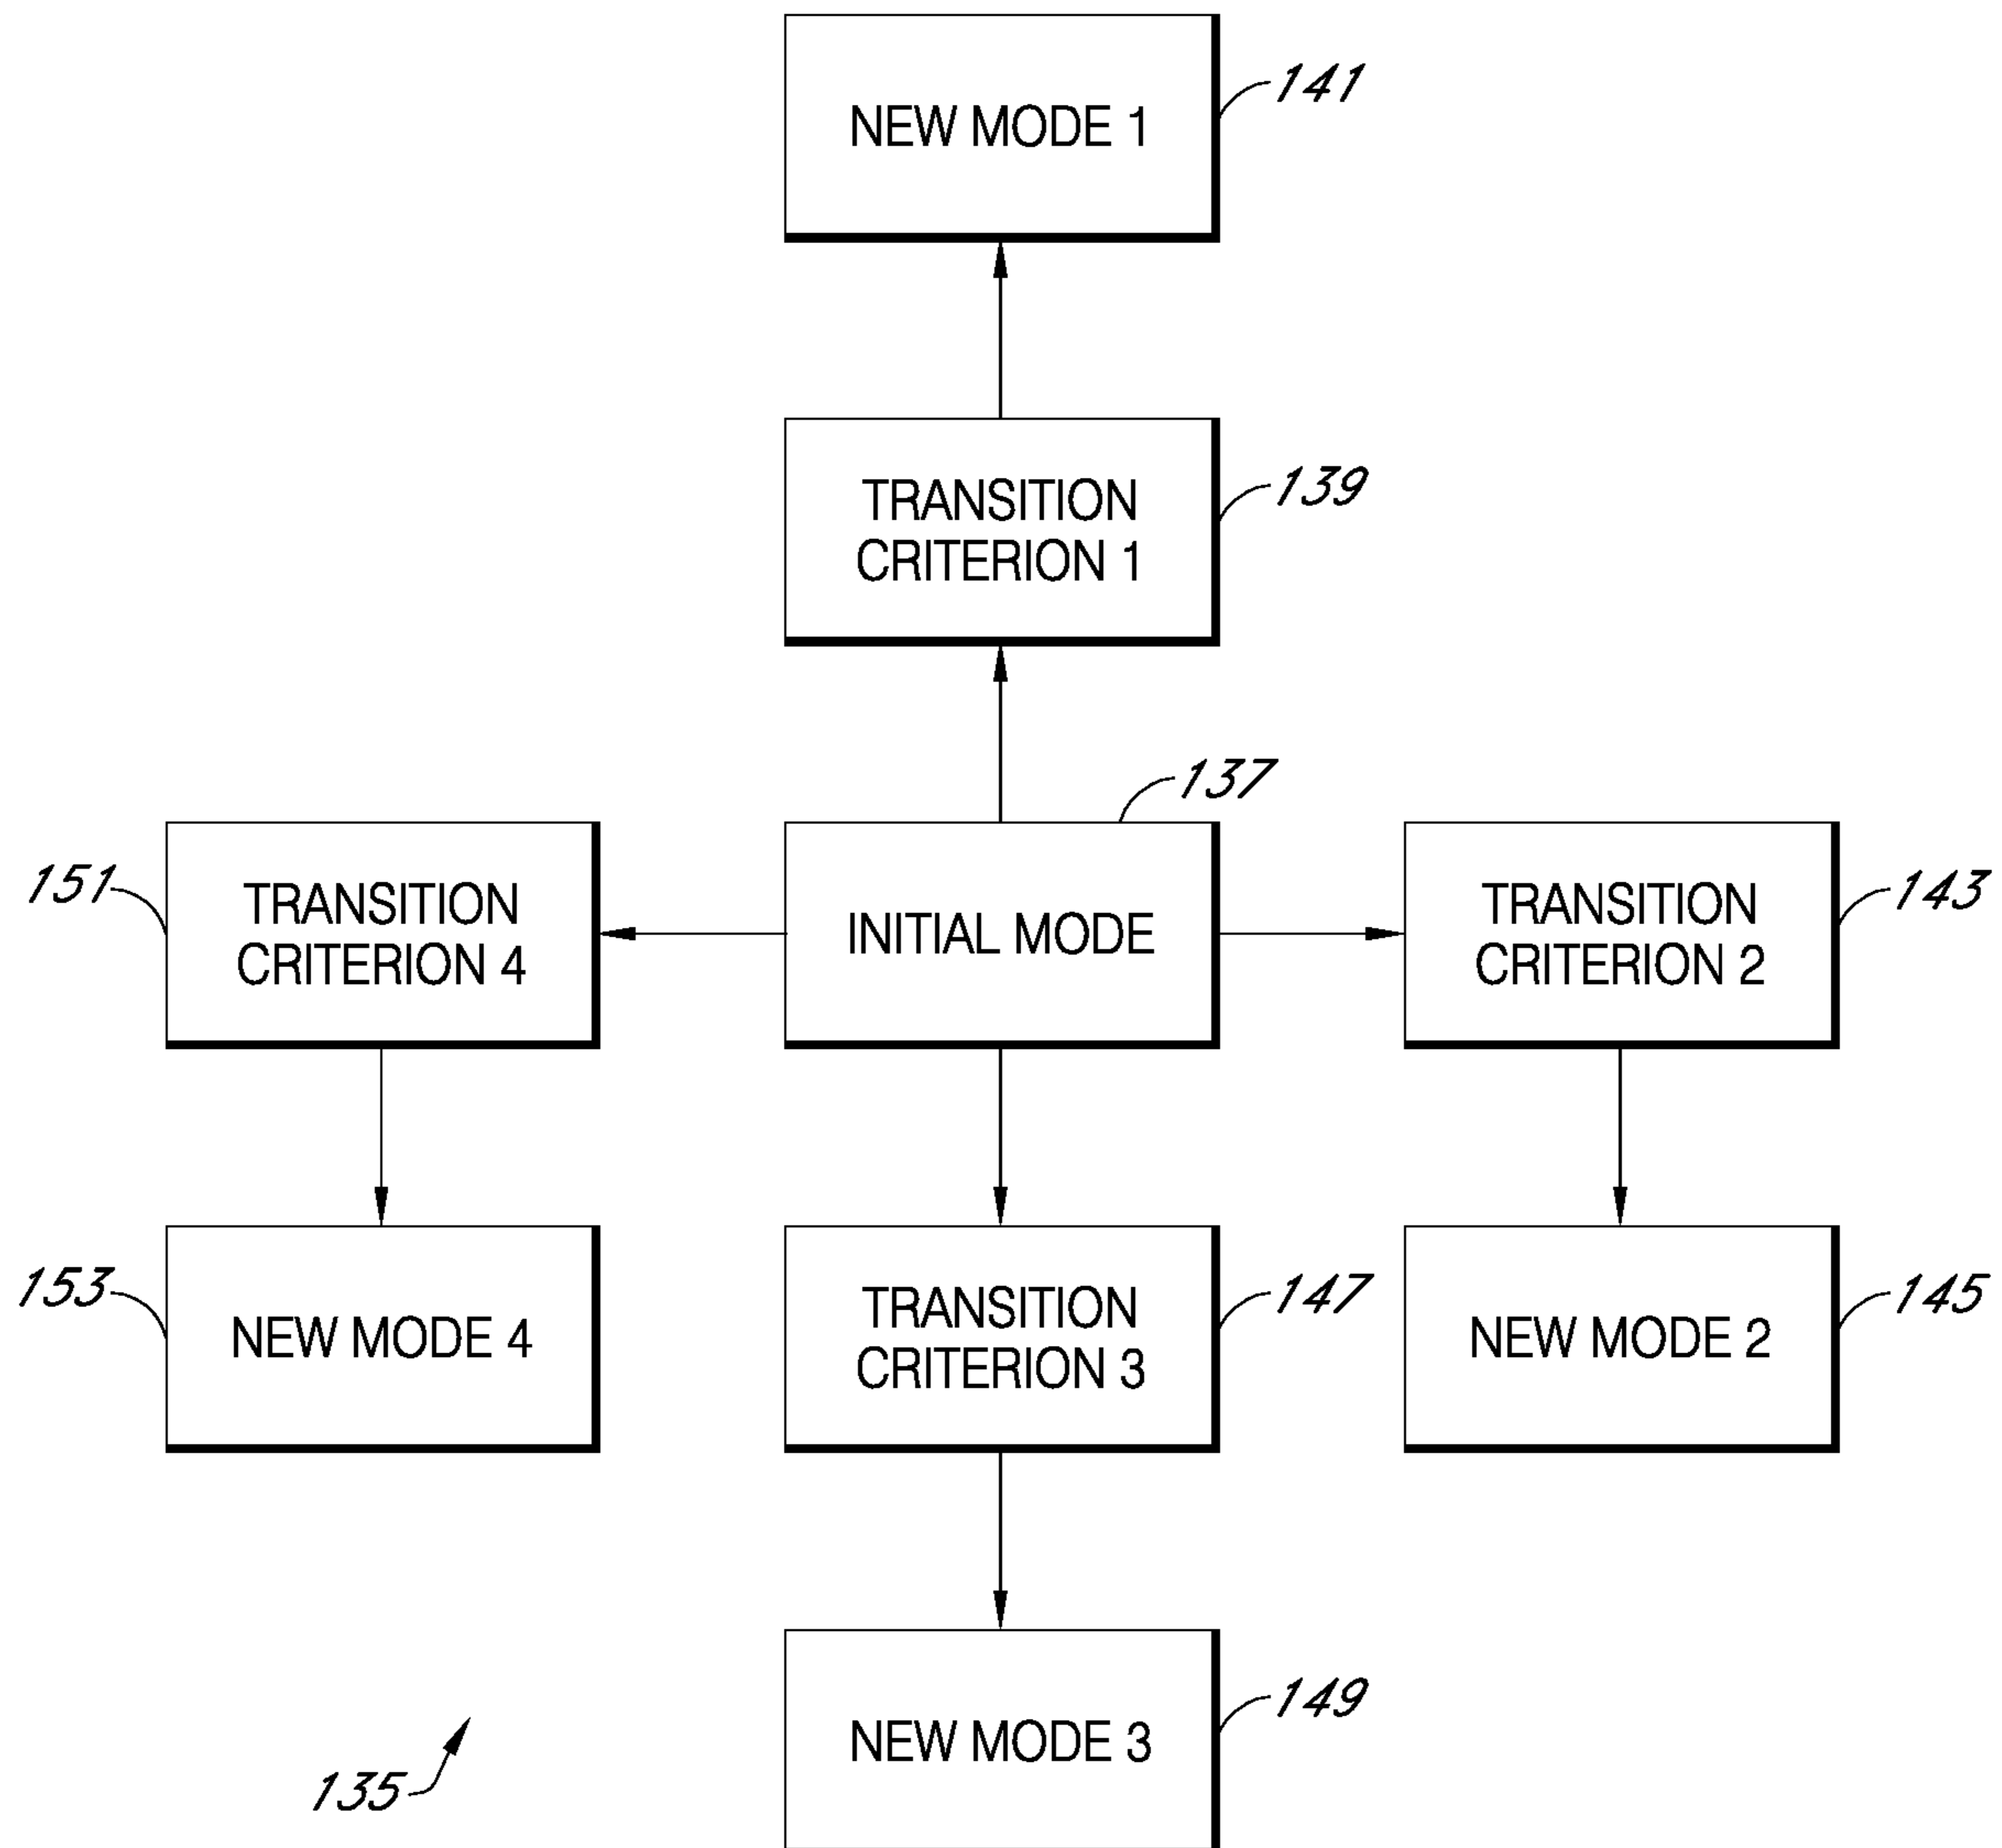 NEW MODE 1
141
TRANSITION
CRITERION 1
139
137
151
TRANSITION
CRITERION 4
INITIAL MODE
TRANSITION
CRITERION 2
143
153
NEW MODE 4
TRANSITION
CRITERION 3
147
NEW MODE 2
145
NEW MODE 3
149
135